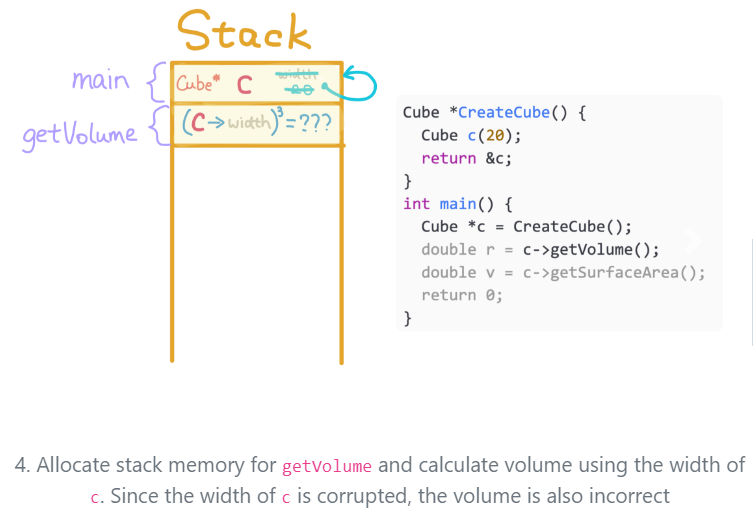 Stack
main
Cube* C width 20
getVolume
(C→width)³=???
Cube *CreateCube() {
Cube c(20);
return &c;
}
int main() {
Cube *c = CreateCube();
double r = c->getVolume();
double v = c->getSurfaceArea();
return 0;
}
4. Allocate stack memory for getVolume and calculate volume using the width of
c. Since the width of c is corrupted, the volume is also incorrect